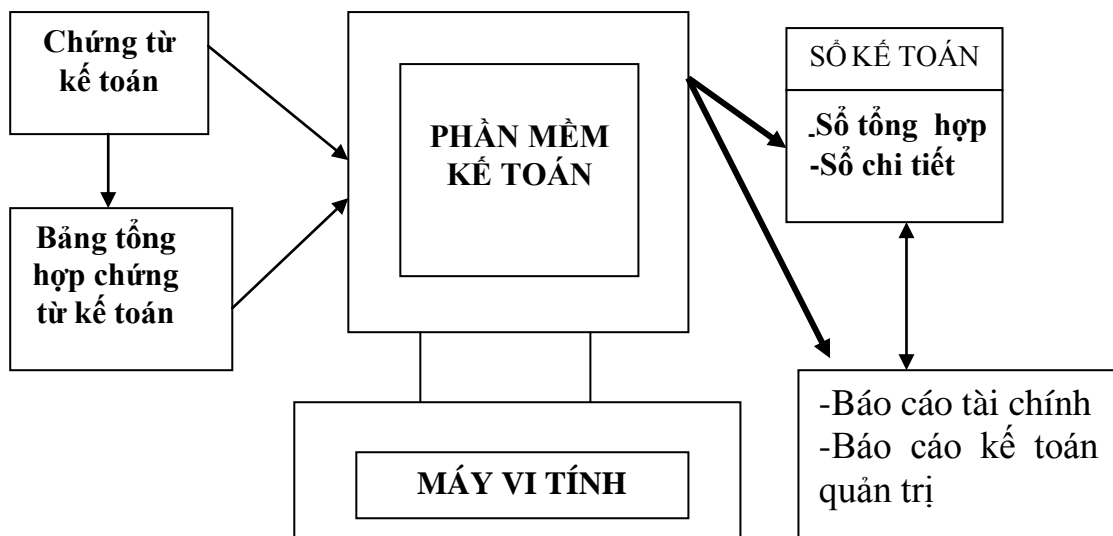 Chứng từ
kế toán
Bảng tổng
hợp chứng
từ kế toán
PHẦN MỀM
KẾ TOÁN
MÁY VI TÍNH
SỔ KẾ TOÁN
-Sổ tổng hợp
-Sổ chi tiết
-Báo cáo tài chính
-Báo cáo kế toán
quản trị